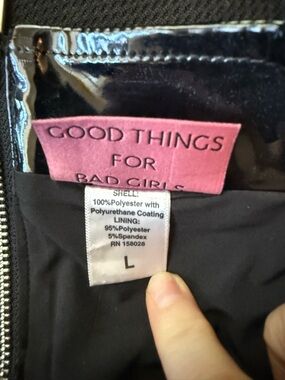 GOOD THINGS
FOR
BAD GIRLS
SHELL:
100%Polyester with
Polyurethane Coating
LINING:
95%Polyester
5%Spandex
RN 158028
L